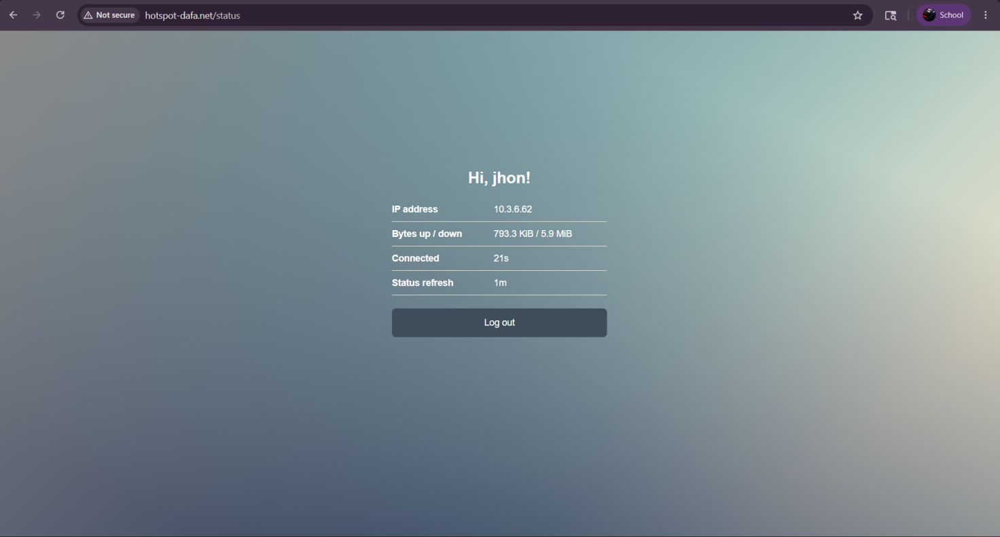 Not secure hotspot-dafa.net/status School
Hi, jhon!
IP address 10.3.6.62
Bytes up / down 793.3 KiB / 5.9 MiB
Connected 21s
Status refresh 1m
Log out